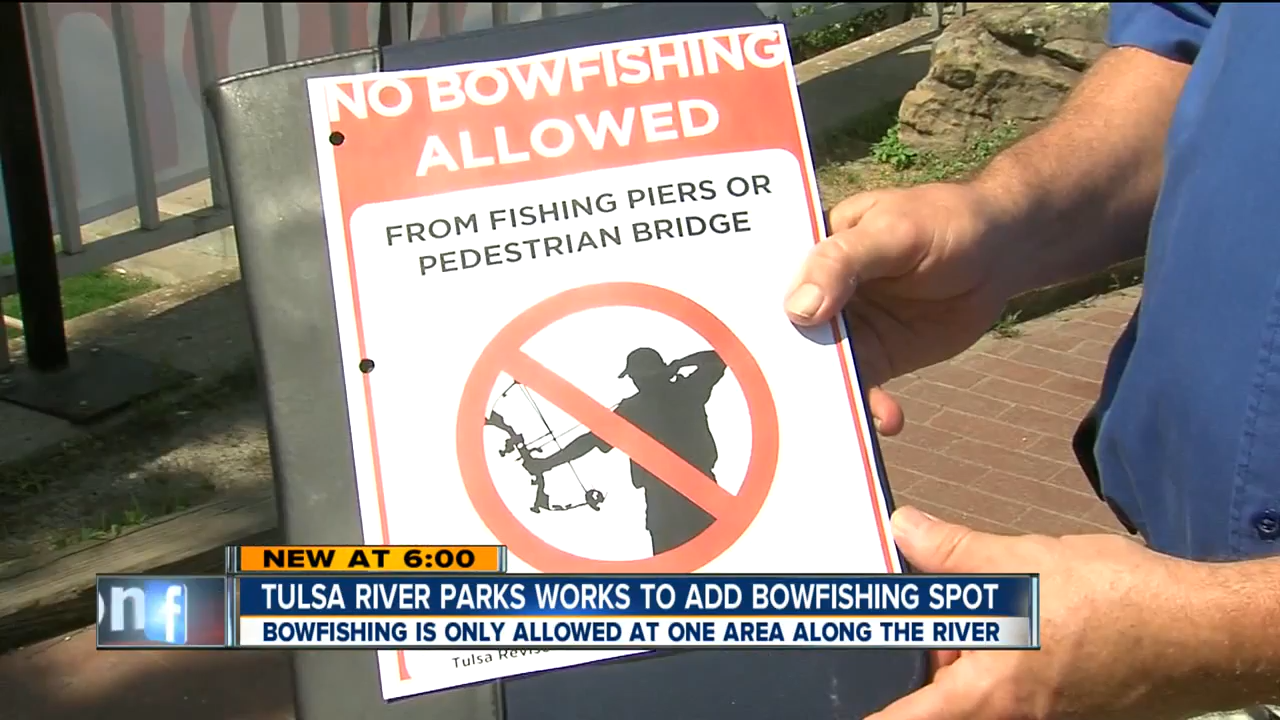 NO BOWFISHING
ALLOWED
FROM FISHING PIERS OR
PEDESTRIAN BRIDGE
NEW AT 6:00
TULSA RIVER PARKS WORKS TO ADD BOWFISHING SPOT
BOWFISHING IS ONLY ALLOWED AT ONE AREA ALONG THE RIVER
Tulsa